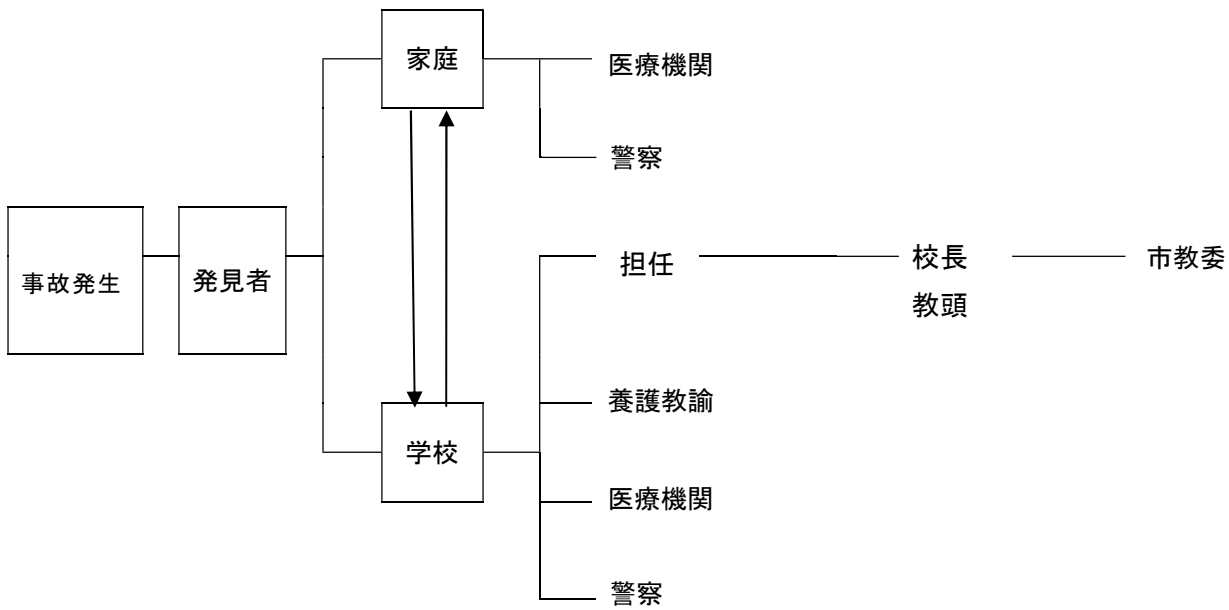 家庭
医療機関
警察
事故発生
発見者
担任
校長
教頭
市教委
養護教諭
学校
医療機関
警察